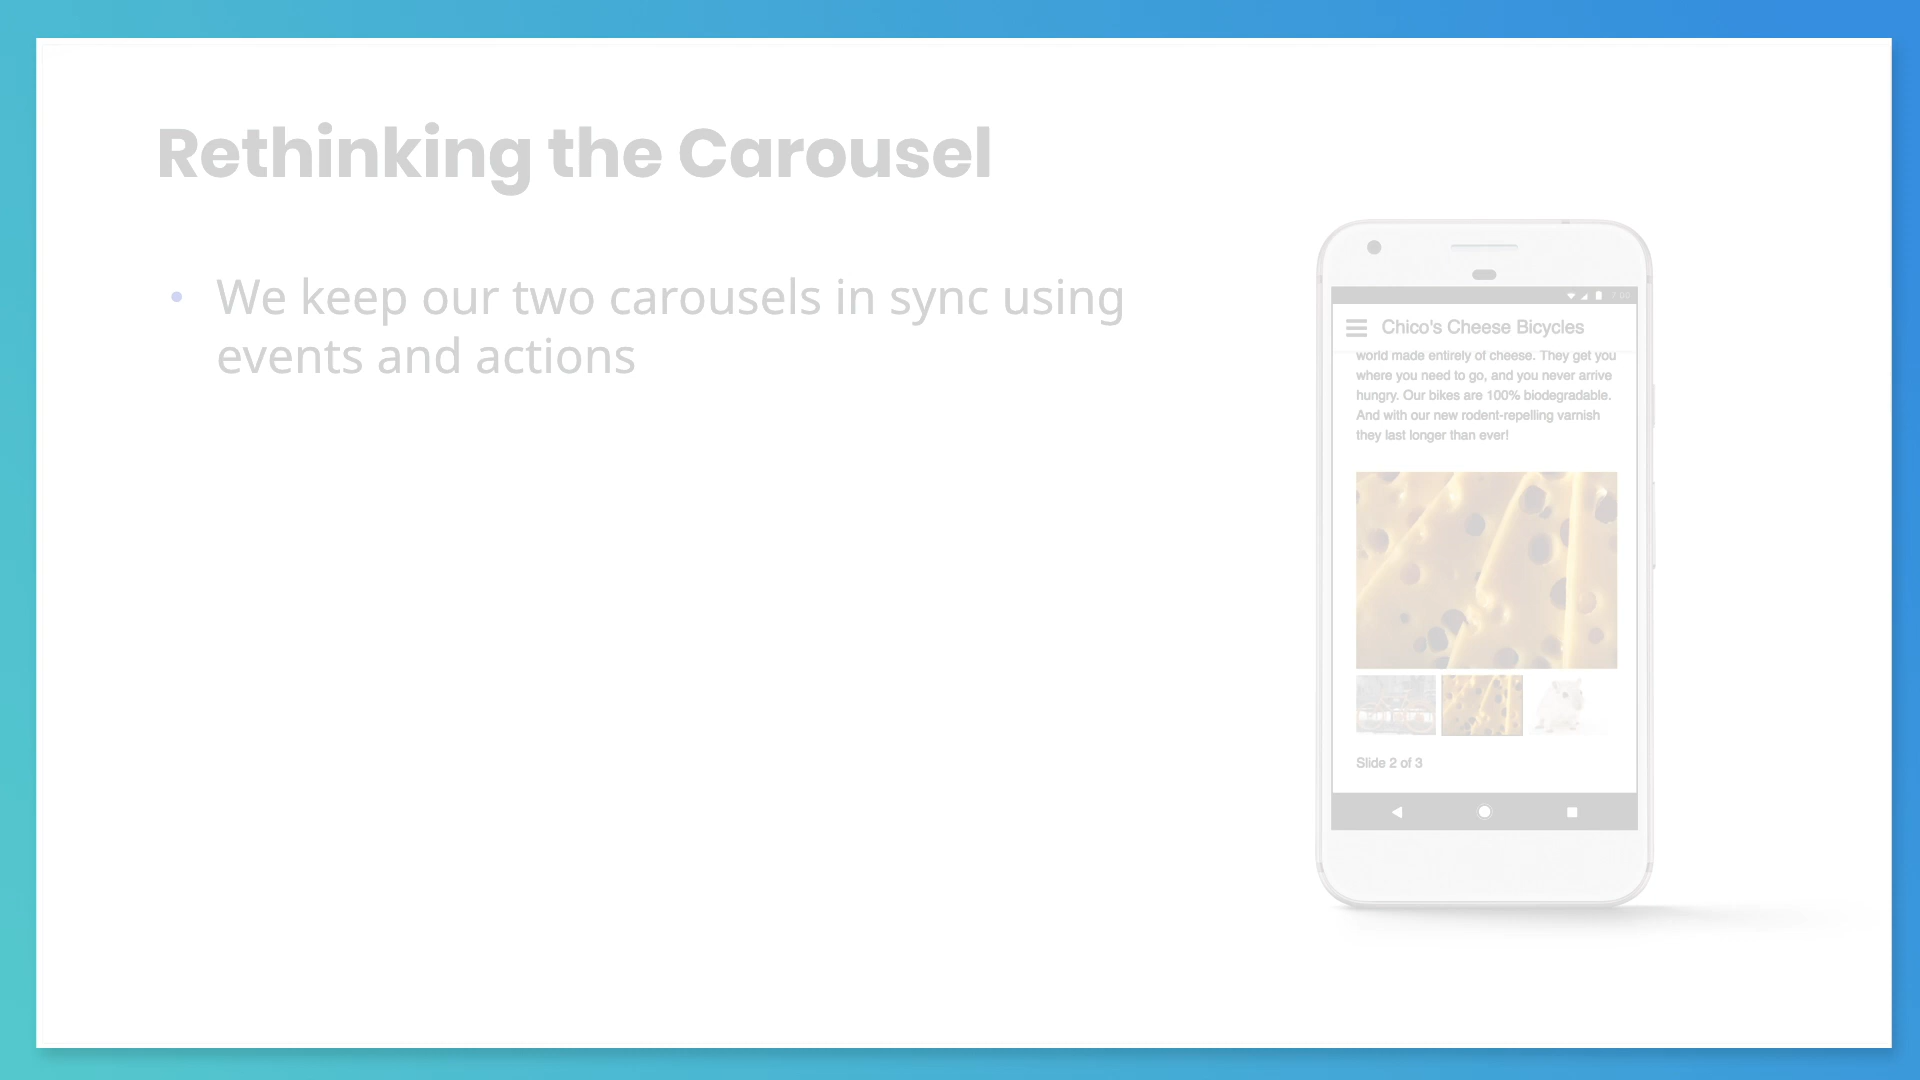 Rethinking the Carousel
• We keep our two carousels in sync using
events and actions
Chico's Cheese Bicycles
world made entirely of cheese. They get you
where you need to go, and you never arrive
hungry. Our bikes are 100% biodegradable.
And with our new rodent-repelling varnish
they last longer than ever!
Slide 2 of 3